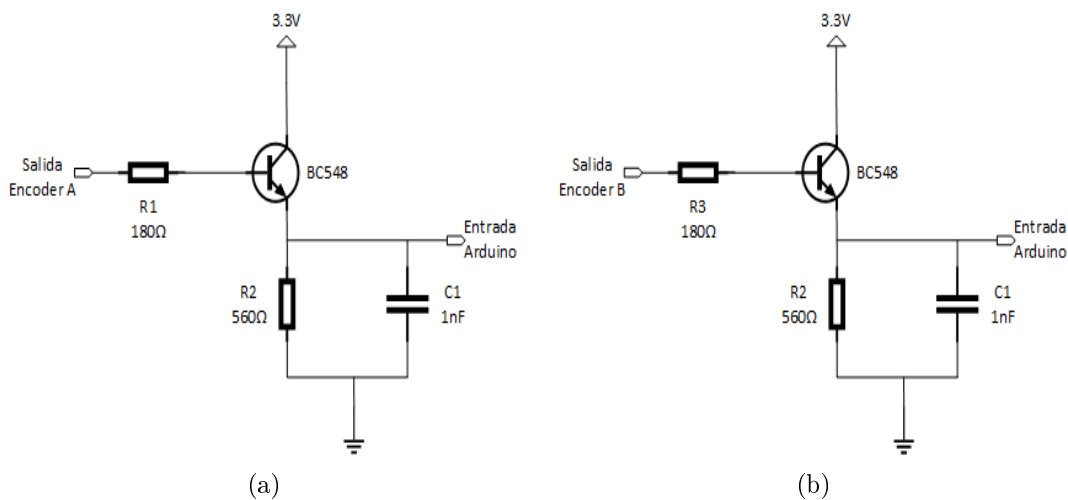 3.3V
Salida
Encoder A
R1
180Ω
BC548
Entrada
Arduino
R2
560Ω
C1
1nF
(a)
3.3V
Salida
Encoder B
R3
180Ω
BC548
Entrada
Arduino
R2
560Ω
C1
1nF
(b)